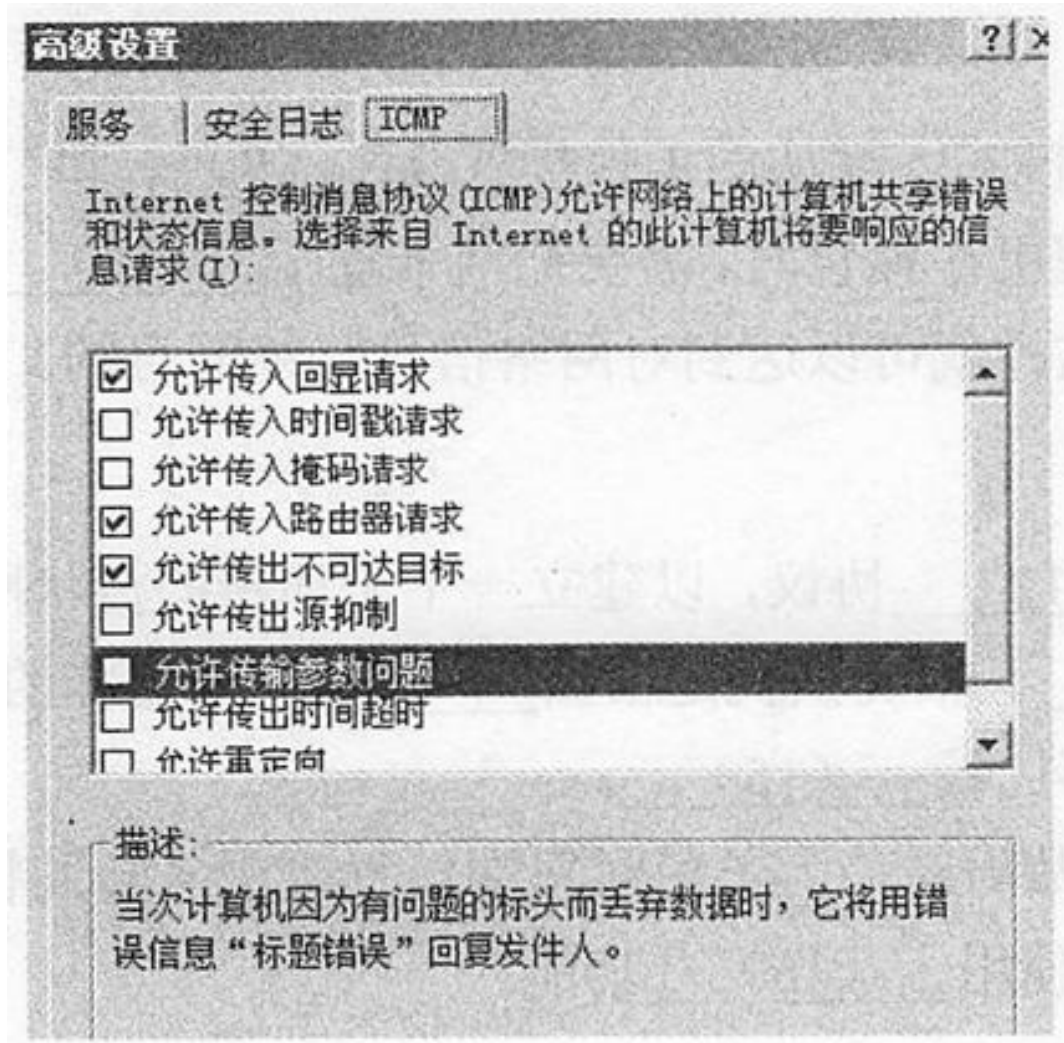 高级设置
服务 安全日志 ICMP
Internet 控制消息协议(ICMP)允许网络上的计算机共享错误
和状态信息。选择来自 Internet 的此计算机将要响应的信
息请求(I):
允许传入回显请求
允许传入时间戳请求
允许传入掩码请求
允许传入路由器请求
允许传出不可达目标
允许传出源抑制
允许传输参数问题
允许传出时间超时
允许重定向
描述:
当次计算机因为有问题的标头而丢弃数据时，它将用错
误信息“标题错误”回复发件人。